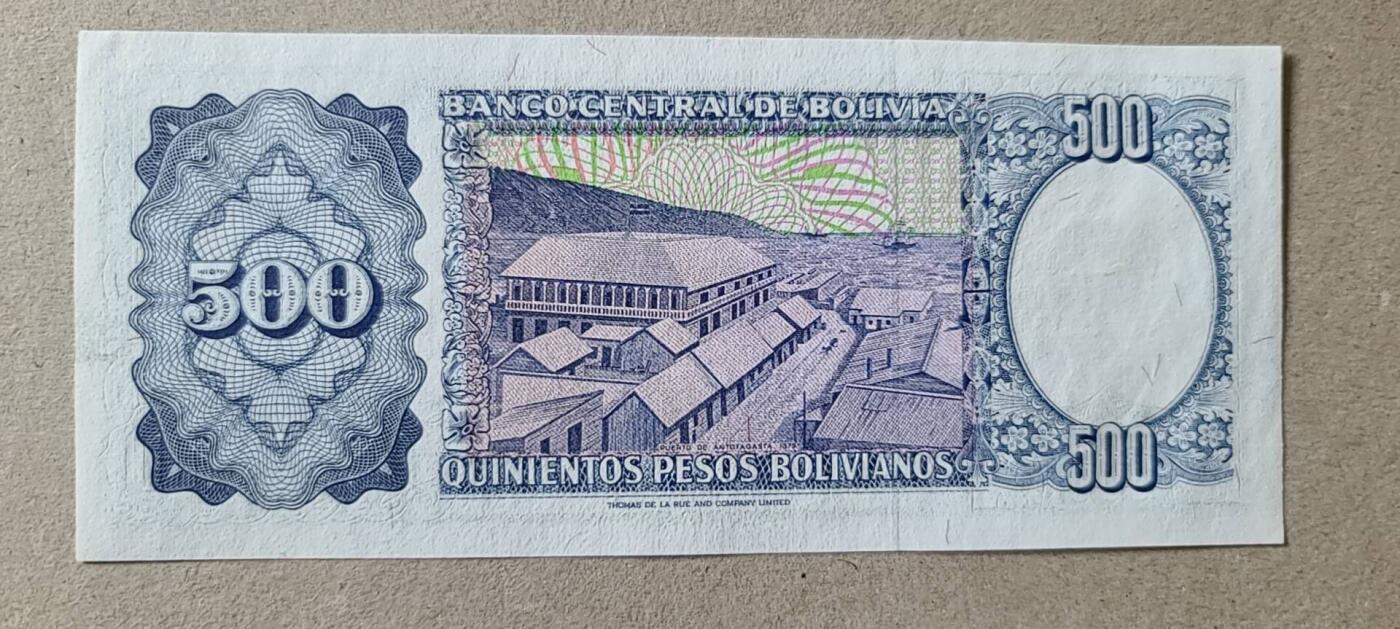 BANCO CENTRAL DE BOLIVIA
500
500
PUERTO DE ANTOFAGASTA, 1879
QUINIENTOS PESOS BOLIVIANOS
500
THOMAS DE LA RUE AND COMPANY LIMITED